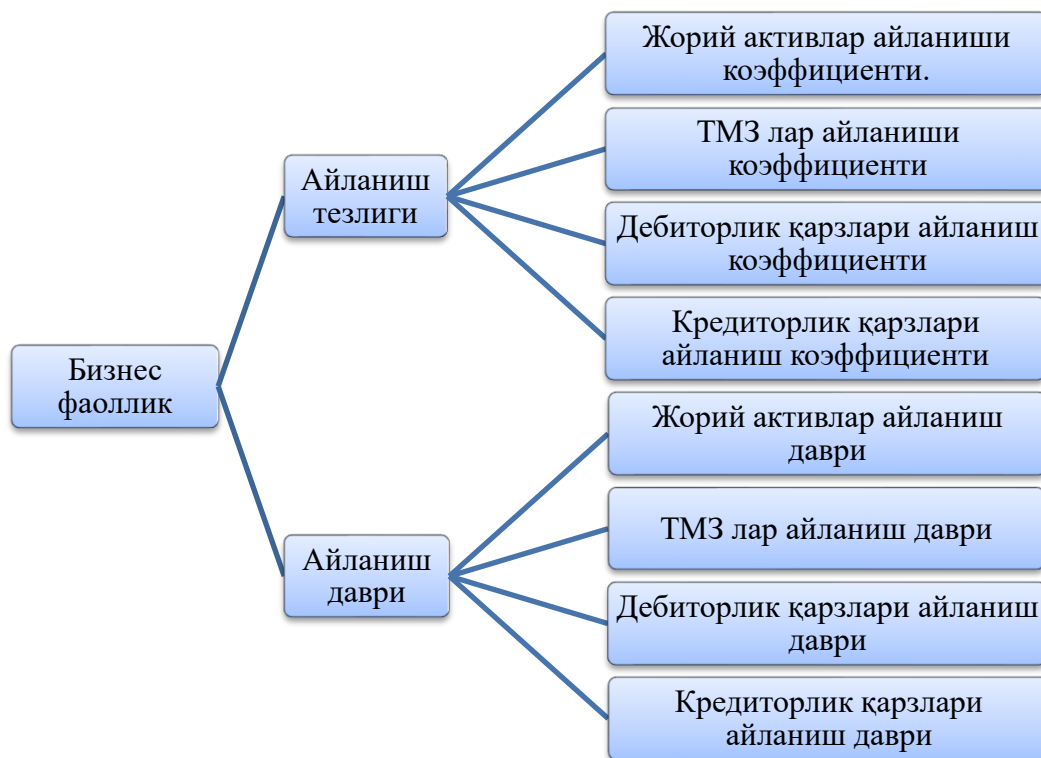 Бизнес
фаоллик
Айланиш
тезлиги
Жорий активлар айланиши
коэффициенти.
ТМЗ лар айланиши
коэффициенти
Дебиторлик қарзлари айланиш
коэффициенти
Кредиторлик қарзлари
айланиш коэффициенти
Айланиш
даври
Жорий активлар айланиш
даври
ТМЗ лар айланиш даври
Дебиторлик қарзлари айланиш
даври
Кредиторлик қарзлари
айланиш даври